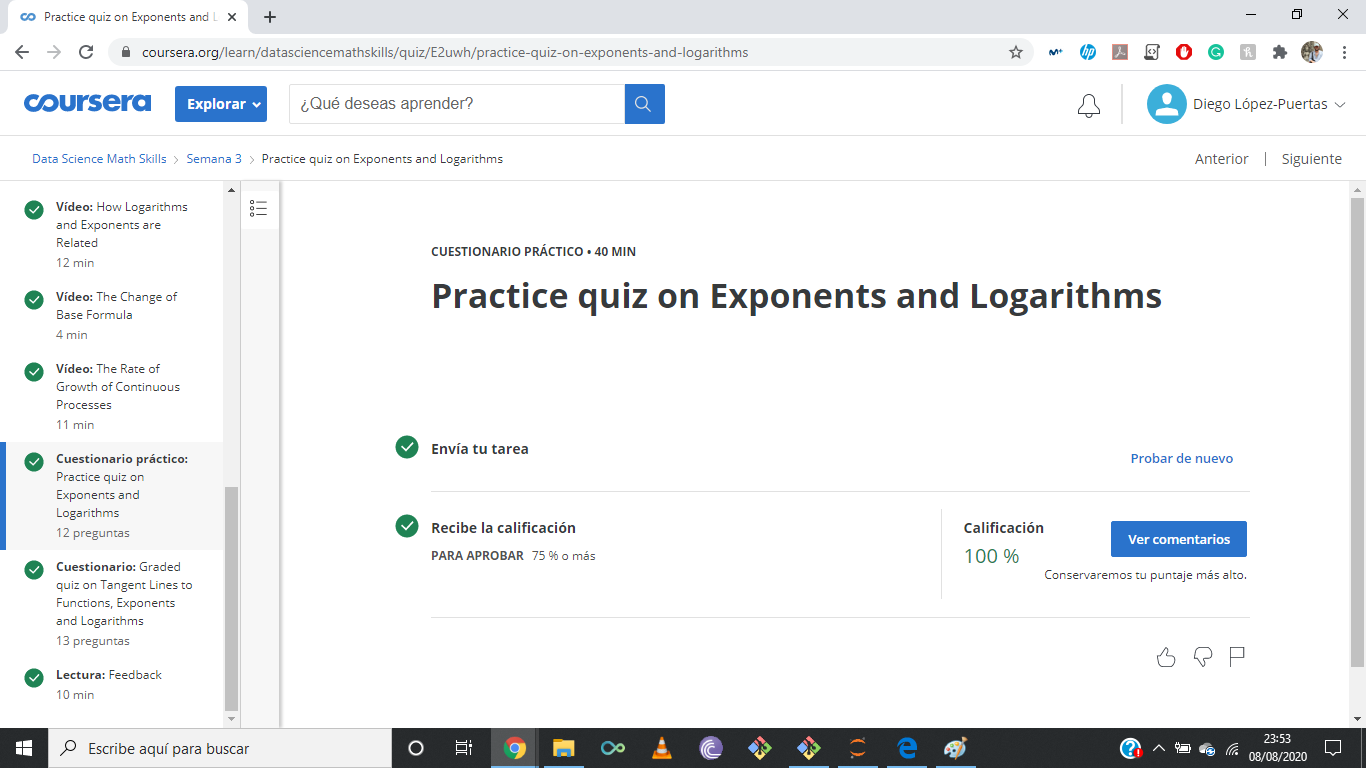 Practice quiz on Exponents and L
coursera.org/learn/datasciencemathskills/quiz/E2uwh/practice-quiz-on-exponents-and-logarithms
coursera
Explorar
¿Qué deseas aprender?
Diego López-Puertas
Data Science Math Skills > Semana 3 > Practice quiz on Exponents and Logarithms
Anterior | Siguiente
Vídeo: How Logarithms
and Exponents are
Related
12 min
Vídeo: The Change of
Base Formula
4 min
Vídeo: The Rate of
Growth of Continuous
Processes
11 min
Cuestionario práctico:
Practice quiz on
Exponents and
Logarithms
12 preguntas
Cuestionario: Graded
quiz on Tangent Lines to
Functions, Exponents
and Logarithms
13 preguntas
Lectura: Feedback
10 min
CUESTIONARIO PRÁCTICO • 40 MIN
Practice quiz on Exponents and Logarithms
Envía tu tarea
Probar de nuevo
Recibe la calificación
PARA APROBAR 75 % o más
Calificación
100 %
Ver comentarios
Conservaremos tu puntaje más alto.
Escribe aquí para buscar
23:53
08/08/2020